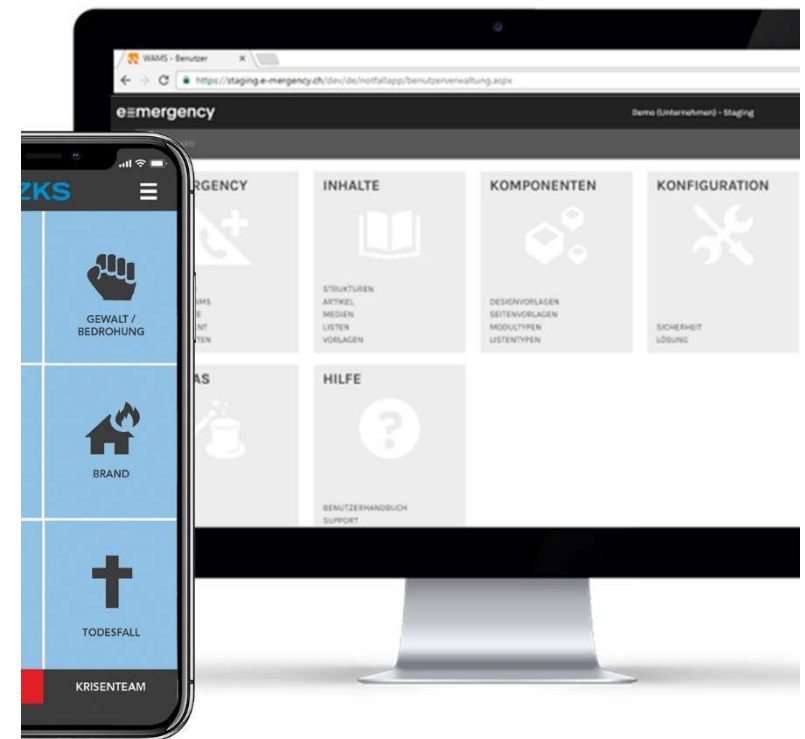 WAMS - Benutzer
https://staging.e-mergency.ch/dev/de/notfallapp/benutzerverwaltung.aspx
e≡mergency
Demo (Unternehmen) - Staging
RGENCY
INHALTE
STRUKTUREN
ARTIKEL
MEDIEN
LISTEN
VORLAGEN
KOMPONENTEN
DESIGNVORLAGEN
SEITENVORLAGEN
MODULTYPEN
LISTENTYPEN
KONFIGURATION
SICHERHEIT
LÖSUNG
AS
HILFE
BENUTZERHANDBUCH
SUPPORT
ZKS
GEWALT /
BEDROHUNG
BRAND
TODESFALL
KRISENTEAM